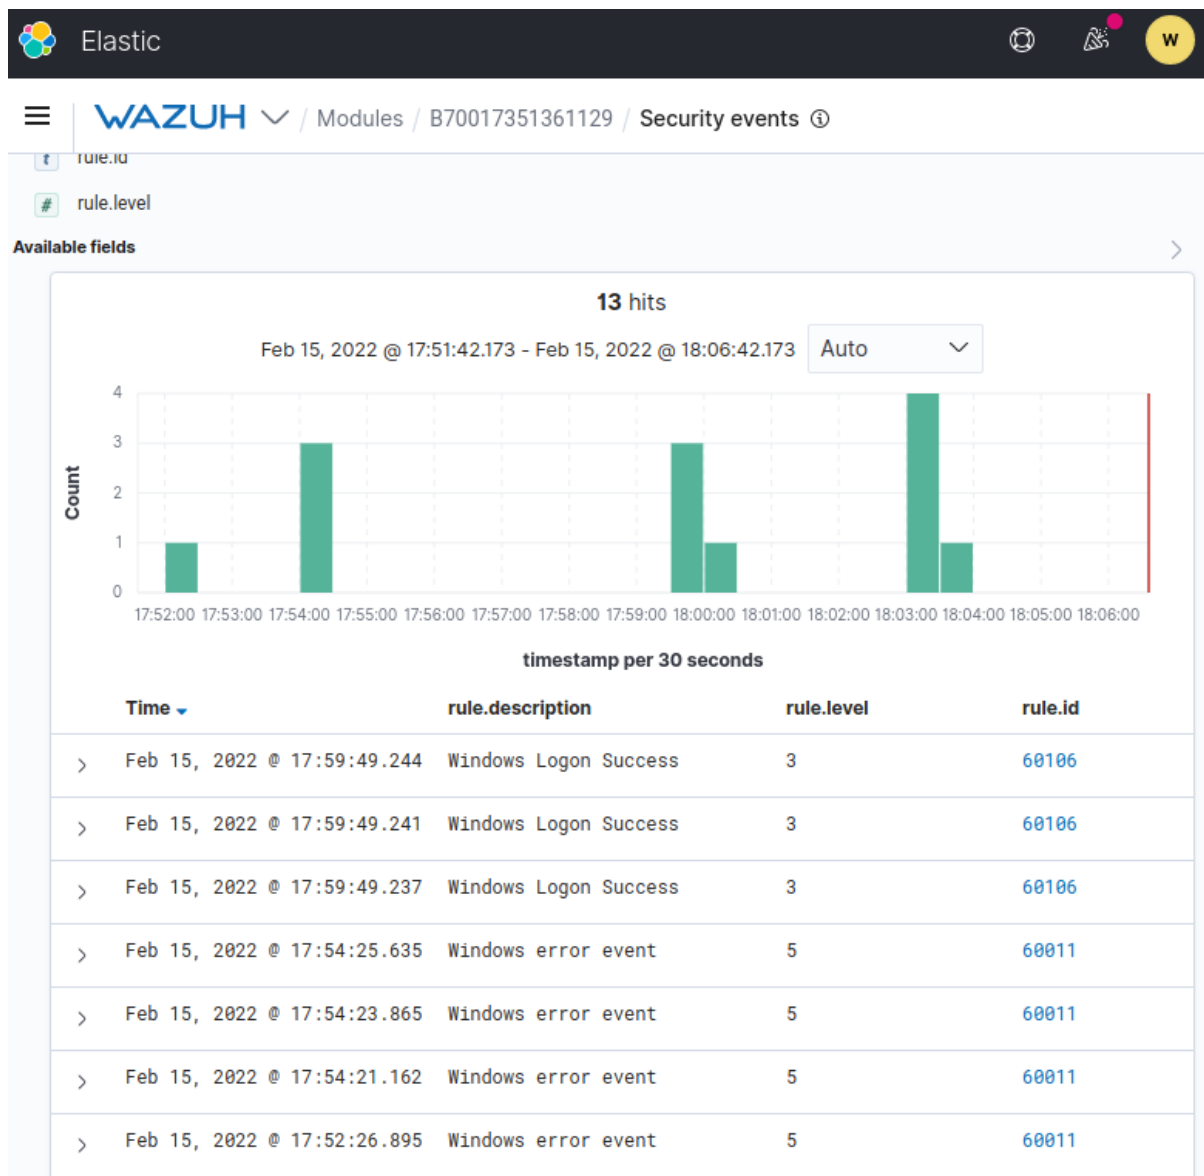 Elastic
W
WAZUH / Modules / B70017351361129 / Security events
t rule.id
# rule.level
Available fields
13 hits
Feb 15, 2022 @ 17:51:42.173 - Feb 15, 2022 @ 18:06:42.173 Auto
4
3
2
1
0
Count
17:52:00 17:53:00 17:54:00 17:55:00 17:56:00 17:57:00 17:58:00 17:59:00 18:00:00 18:01:00 18:02:00 18:03:00 18:04:00 18:05:00 18:06:00
timestamp per 30 seconds
Time rule.description rule.level rule.id
Feb 15, 2022 @ 17:59:49.244 Windows Logon Success 3 60106
Feb 15, 2022 @ 17:59:49.241 Windows Logon Success 3 60106
Feb 15, 2022 @ 17:59:49.237 Windows Logon Success 3 60106
Feb 15, 2022 @ 17:54:25.635 Windows error event 5 60011
Feb 15, 2022 @ 17:54:23.865 Windows error event 5 60011
Feb 15, 2022 @ 17:54:21.162 Windows error event 5 60011
Feb 15, 2022 @ 17:52:26.895 Windows error event 5 60011